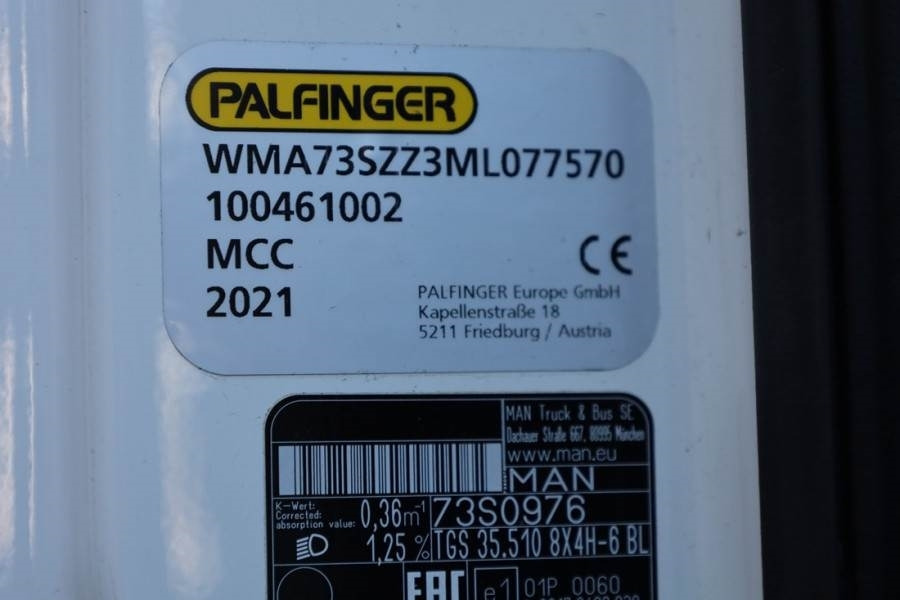 PALFINGER
WMA73SZZ3ML077570
100461002
MCC
CE
2021
PALFINGER Europe GmbH
Kapellenstraße 18
5211 Friedburg / Austria
MAN Truck & Bus SE
Dachauer Straße 667, 80995 München
www.man.eu
MAN
K-Wert:
Corrected:
absorption value: 0,36m⁻¹
73S0976
1,25 %
TGS 35.510 8X4H-6 BL
EAC
e1 01P 0060